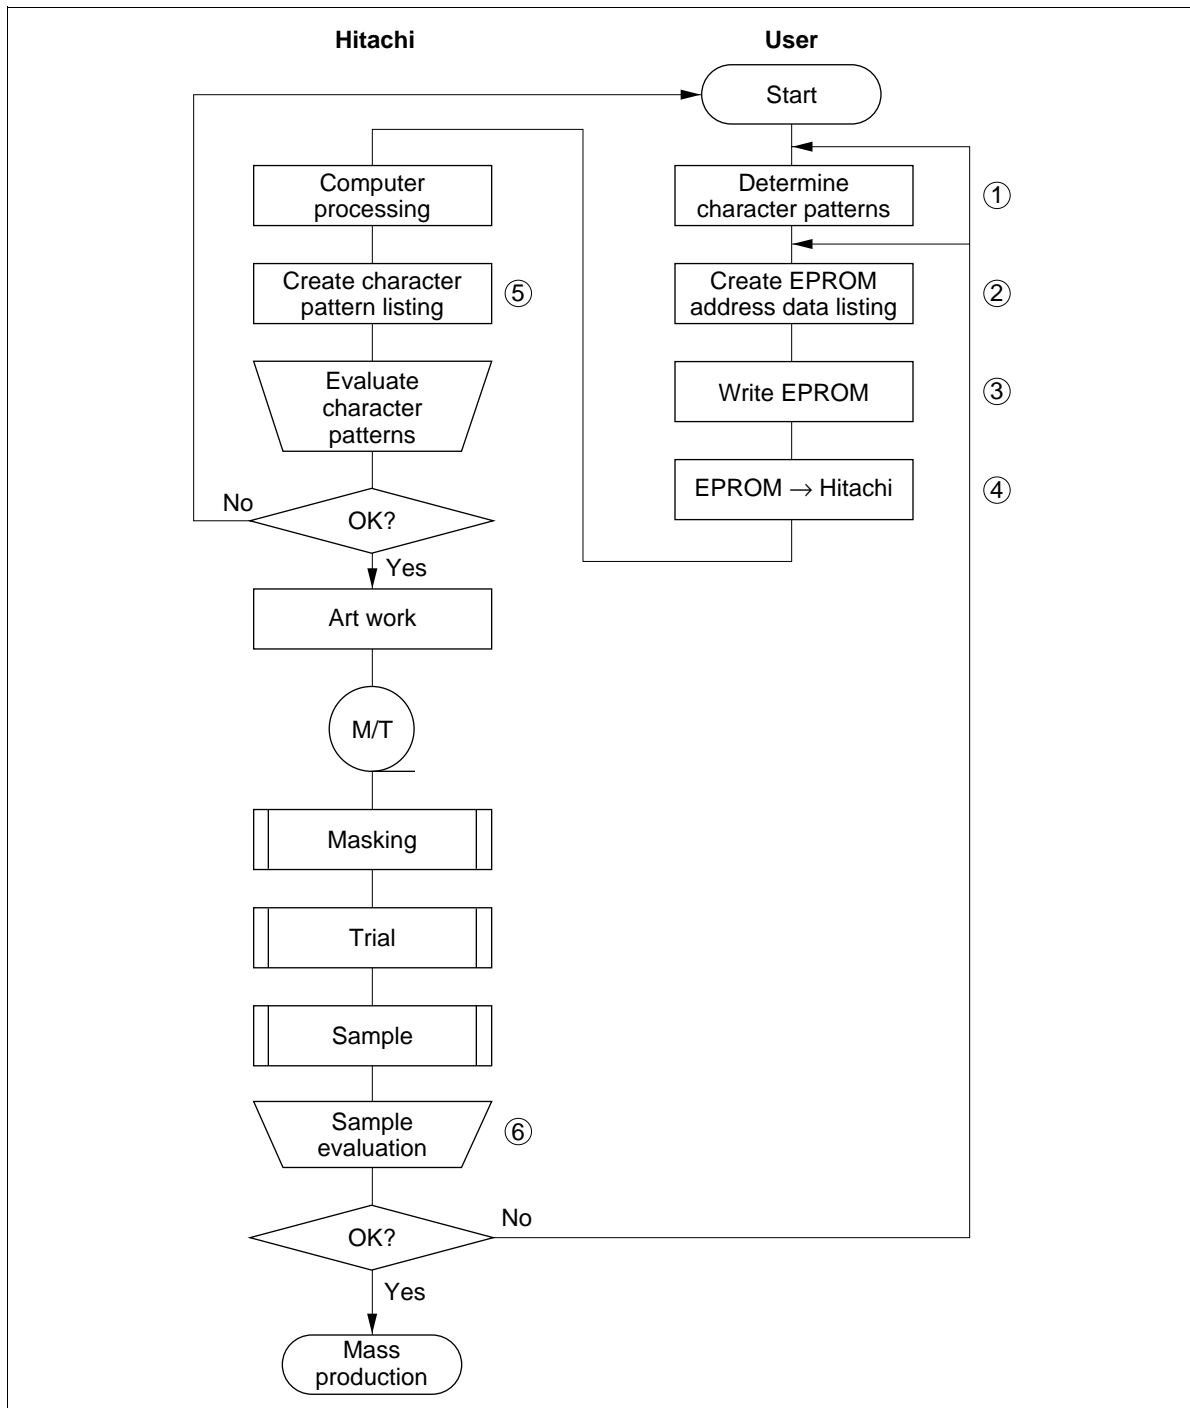 Hitachi
User
Start
Determine
character patterns
①
Create EPROM
address data listing
②
Write EPROM
③
EPROM → Hitachi
④
Computer
processing
Create character
pattern listing
⑤
Evaluate
character
patterns
OK?
No
Yes
Art work
M/T
Masking
Trial
Sample
Sample
evaluation
⑥
OK?
No
Yes
Mass
production